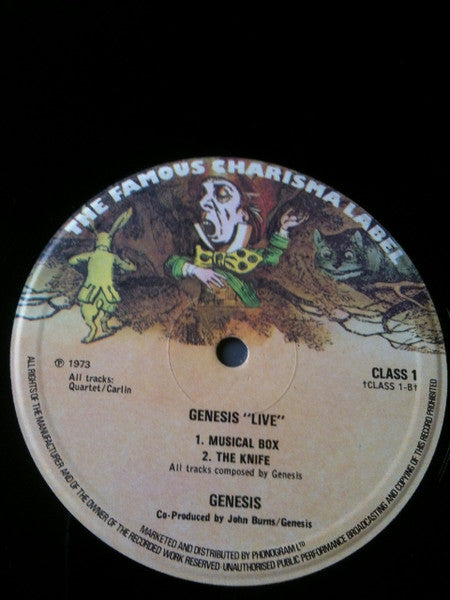 THE FAMOUS CHARISMA LABEL
℗ 1973
All tracks:
Quartet/Carlin
CLASS 1
†CLASS 1-B†
GENESIS "LIVE"
1. MUSICAL BOX
2. THE KNIFE
All tracks composed by Genesis
GENESIS
Co-Produced by John Burns/Genesis
MARKETED AND DISTRIBUTED BY PHONOGRAM LTD
ALL RIGHTS OF THE MANUFACTURER AND OF THE OWNER OF THE RECORDED WORK RESERVED · UNAUTHORISED PUBLIC PERFORMANCE BROADCASTING AND COPYING OF THIS RECORD PROHIBITED